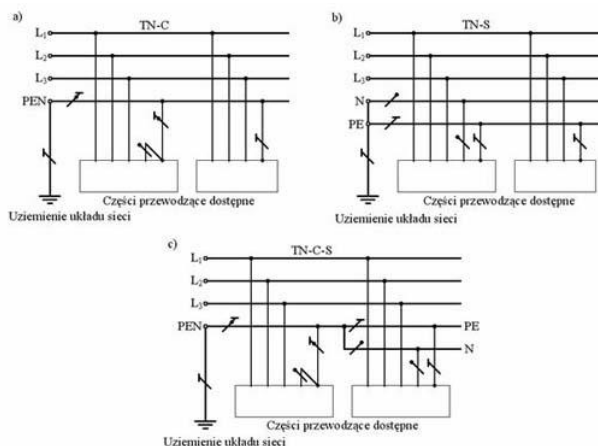 a)
TN-C
L1
L2
L3
PEN
Części przewodzące dostępne
Uziemienie układu sieci
b)
TN-S
L1
L2
L3
N
PE
Części przewodzące dostępne
Uziemienie układu sieci
c)
TN-C-S
L1
L2
L3
PEN
PE
N
Części przewodzące dostępne
Uziemienie układu sieci